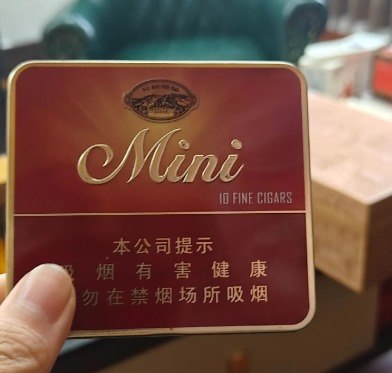 Mini
10 FINE CIGARS
本公司提示
吸烟有害健康
勿在禁烟场所吸烟